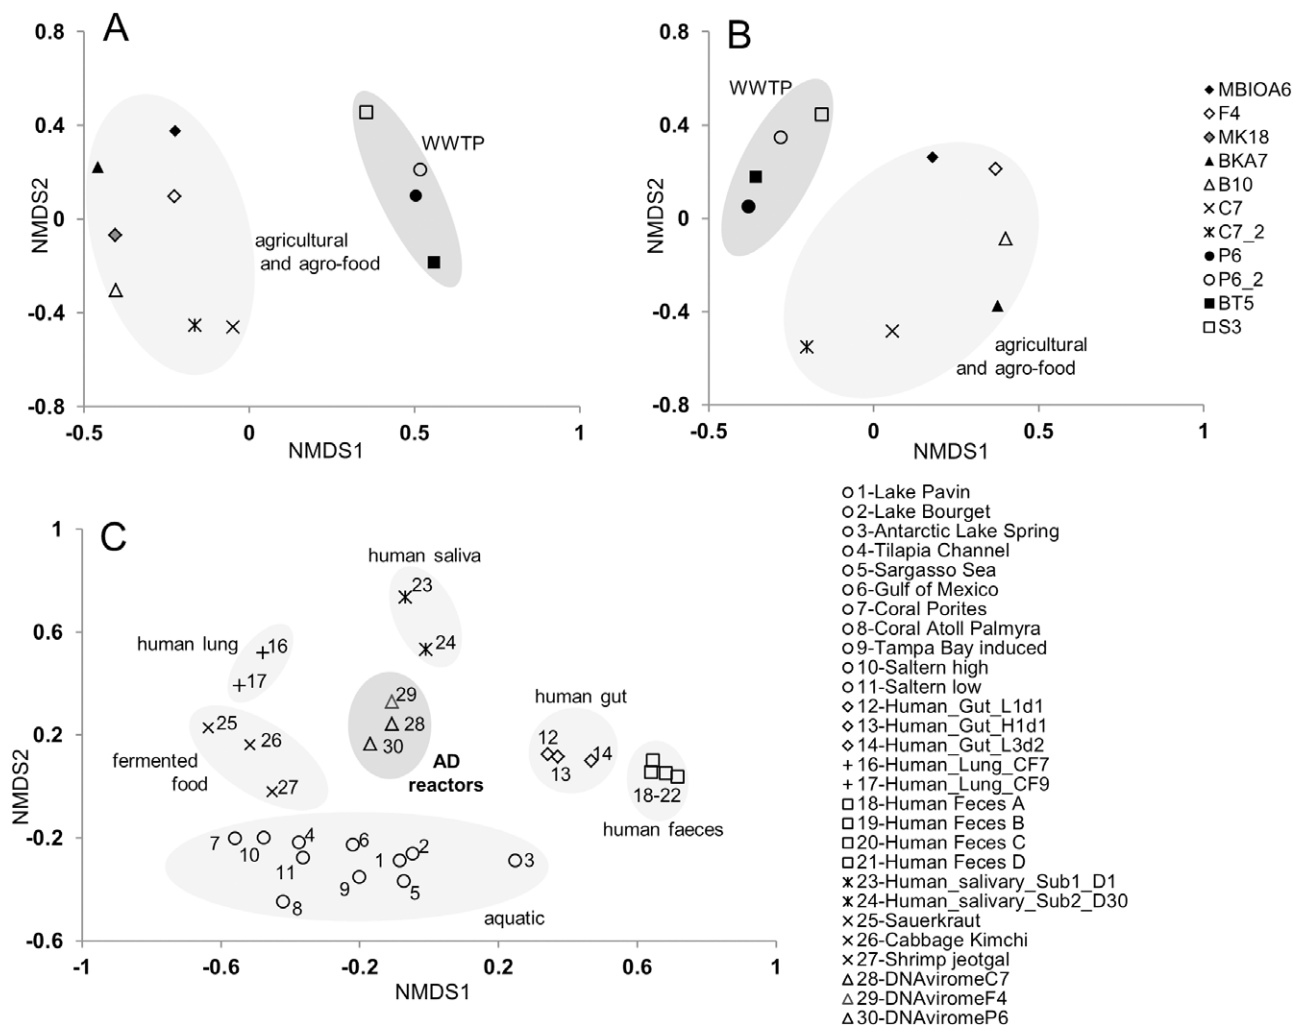 A
0.8
0.4
0
-0.4
-0.8
NMDS2
-0.5
0
0.5
1
NMDS1
WWTP
agricultural
and agro-food
B
0.8
0.4
0
-0.4
-0.8
NMDS2
-0.5
0
0.5
1
NMDS1
WWTP
agricultural
and agro-food
MBIOA6
F4
MK18
BKA7
B10
C7
C7_2
P6
P6_2
BT5
S3
C
1
0.6
0.2
-0.2
-0.6
NMDS2
-1
-0.6
-0.2
0.2
0.6
1
NMDS1
human saliva
23
24
human lung
16
17
25
26
27
fermented
food
29
28
30
AD
reactors
human gut
12
13
14
18-22
human faeces
7
10
4
11
6
1
2
3
9
5
8
aquatic
1-Lake Pavin
2-Lake Bourget
3-Antarctic Lake Spring
4-Tilapia Channel
5-Sargasso Sea
6-Gulf of Mexico
7-Coral Porites
8-Coral Atoll Palmyra
9-Tampa Bay induced
10-Saltern high
11-Saltern low
12-Human_Gut_L1d1
13-Human_Gut_H1d1
14-Human_Gut_L3d2
16-Human_Lung_CF7
17-Human_Lung_CF9
18-Human Feces A
19-Human Feces B
20-Human Feces C
21-Human Feces D
23-Human_salivary_Sub1_D1
24-Human_salivary_Sub2_D30
25-Sauerkraut
26-Cabbage Kimchi
27-Shrimp jeotgal
28-DNAviromeC7
29-DNAviromeF4
30-DNAviromeP6